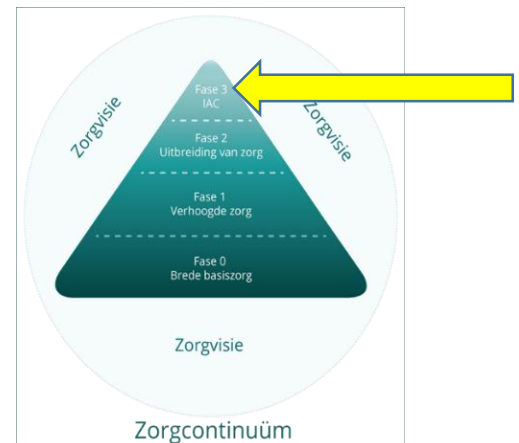 Fase 3
IAC
Zorgvisie
Zorgvisie
Fase 2
Uitbreiding van zorg
Fase 1
Verhoogde zorg
Fase 0
Brede basiszorg
Zorgvisie
Zorgcontinuüm